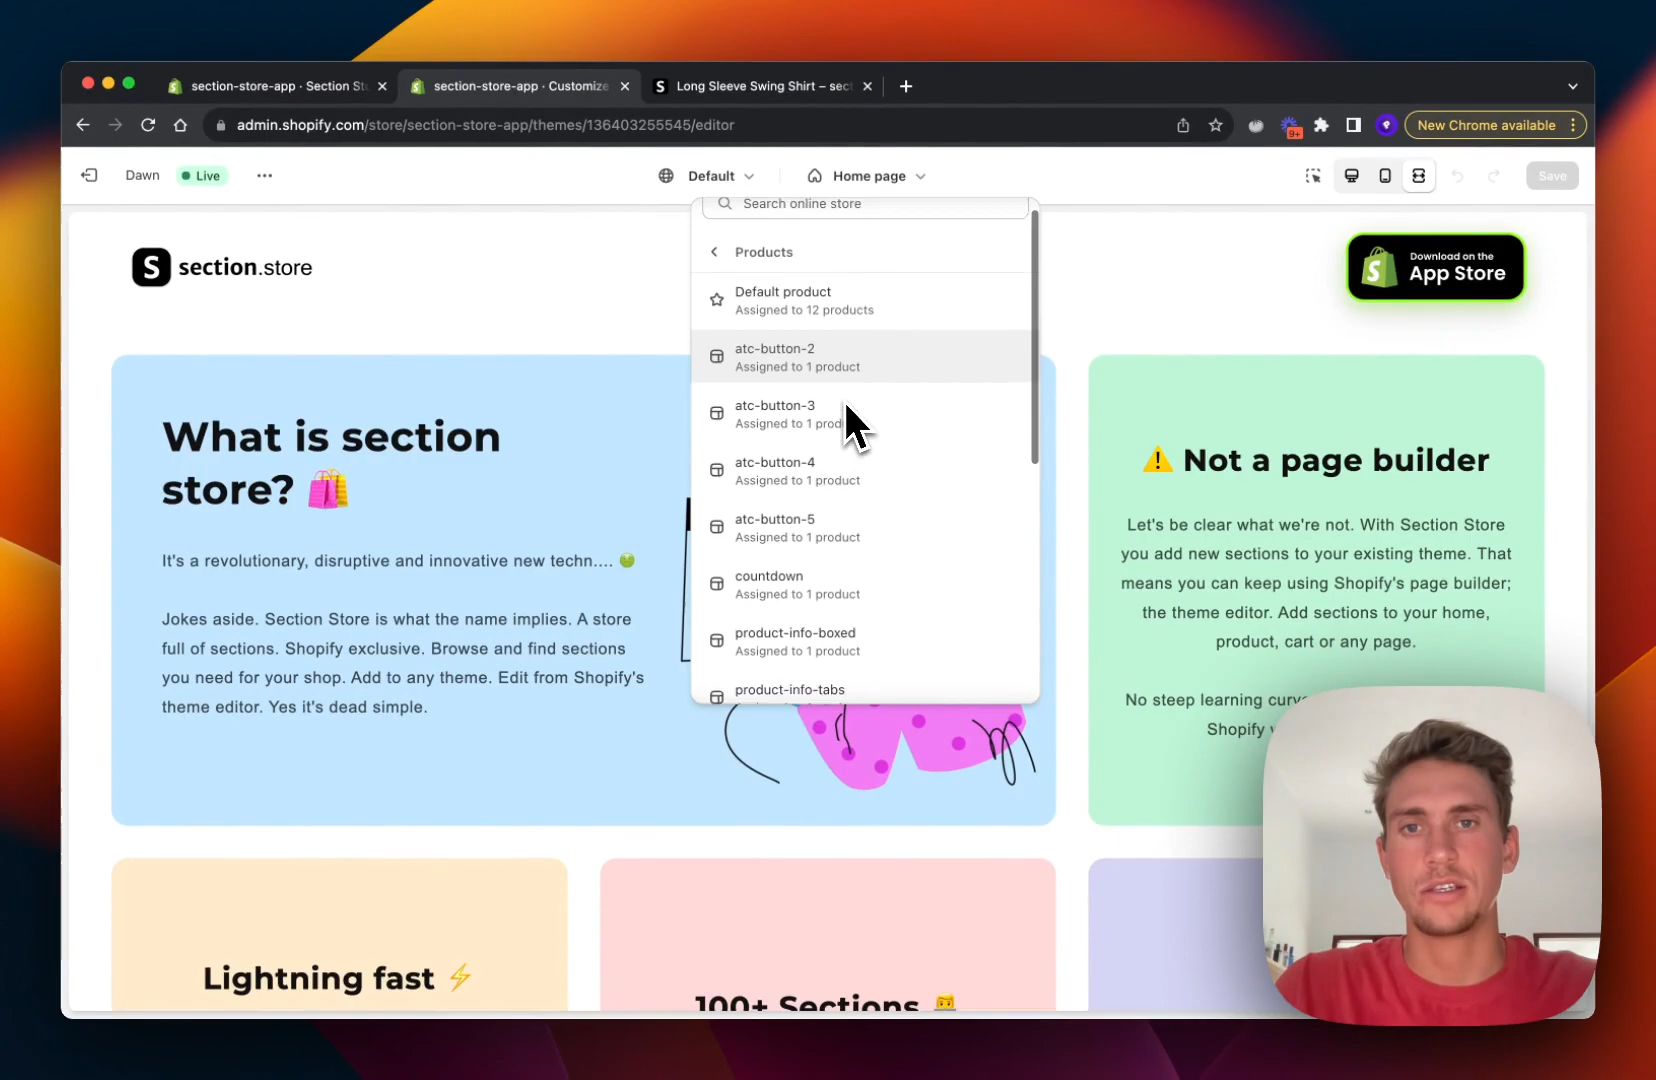 section-store-app · Section St
section-store-app · Customize
Long Sleeve Swing Shirt – sect
admin.shopify.com/store/section-store-app/themes/136403255545/editor
9+
New Chrome available
Dawn
Live
Default
Home page
Save
Search online store
Products
Default product
Assigned to 12 products
atc-button-2
Assigned to 1 product
atc-button-3
Assigned to 1 prod
atc-button-4
Assigned to 1 product
atc-button-5
Assigned to 1 product
countdown
Assigned to 1 product
product-info-boxed
Assigned to 1 product
product-info-tabs
S section.store
Download on the
App Store
What is section
store? 🛍️
It's a revolutionary, disruptive and innovative new techn.... 🤢
Jokes aside. Section Store is what the name implies. A store
full of sections. Shopify exclusive. Browse and find sections
you need for your shop. Add to any theme. Edit from Shopify's
theme editor. Yes it's dead simple.
⚠️ Not a page builder
Let's be clear what we're not. With Section Store
you add new sections to your existing theme. That
means you can keep using Shopify's page builder;
the theme editor. Add sections to your home,
product, cart or any page.
No steep learning curv
Shopify
Lightning fast ⚡
100+ Sections